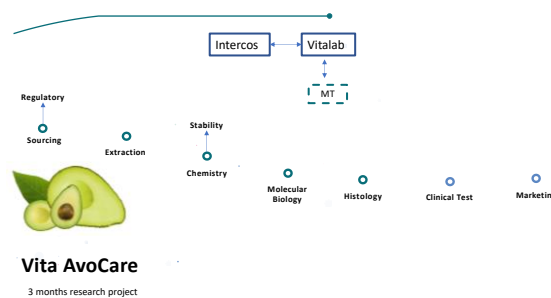 Intercos
Vitalab
MT
Regulatory
Sourcing
Extraction
Stability
Chemistry
Molecular
Biology
Histology
Clinical Test
Marketin
Vita AvoCare
3 months research project